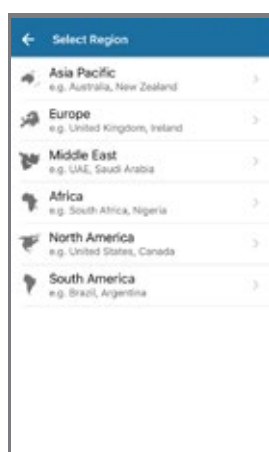 Select Region
Asia Pacific
e.g. Australia, New Zealand
Europe
e.g. United Kingdom, Ireland
Middle East
e.g. UAE, Saudi Arabia
Africa
e.g. South Africa, Nigeria
North America
e.g. United States, Canada
South America
e.g. Brazil, Argentina